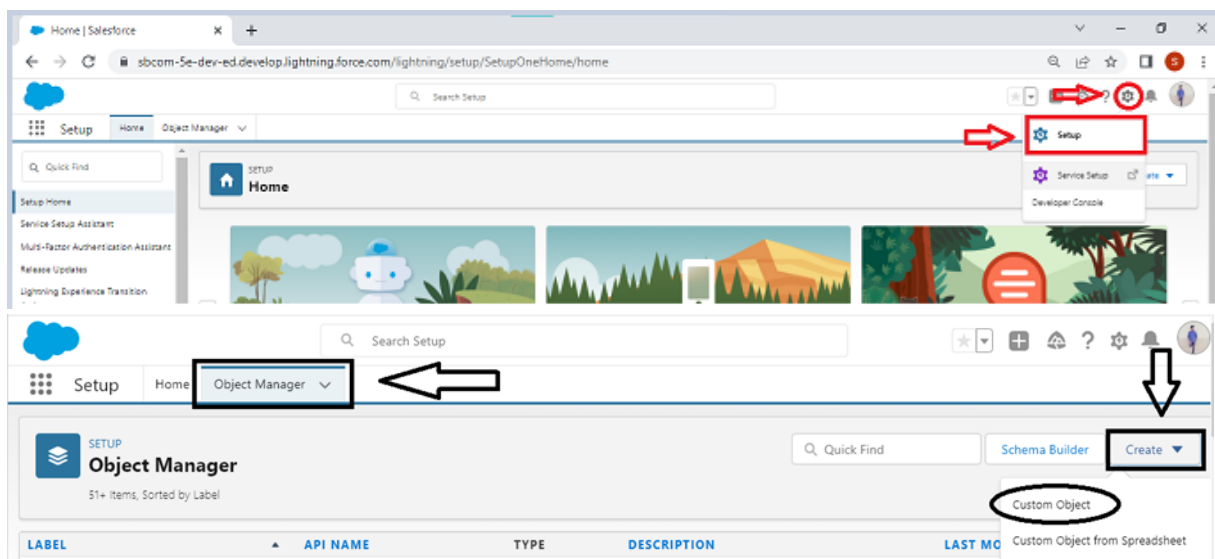 Home | Salesforce
sbcom-5e-dev-ed.develop.lightning.force.com/lightning/setup/SetupOneHome/home
S
Search Setup
Setup Home Object Manager
Setup
Quick Find
SETUP
Home
Service Setup
ate
Setup Home
Developer Console
Service Setup Assistant
Multi-Factor Authentication Assistant
Release Updates
Lightning Experience Transition
Search Setup
Setup Home Object Manager
SETUP
Object Manager
51+ Items, Sorted by Label
Quick Find
Schema Builder
Create
Custom Object
Custom Object from Spreadsheet
LABEL API NAME TYPE DESCRIPTION LAST MO